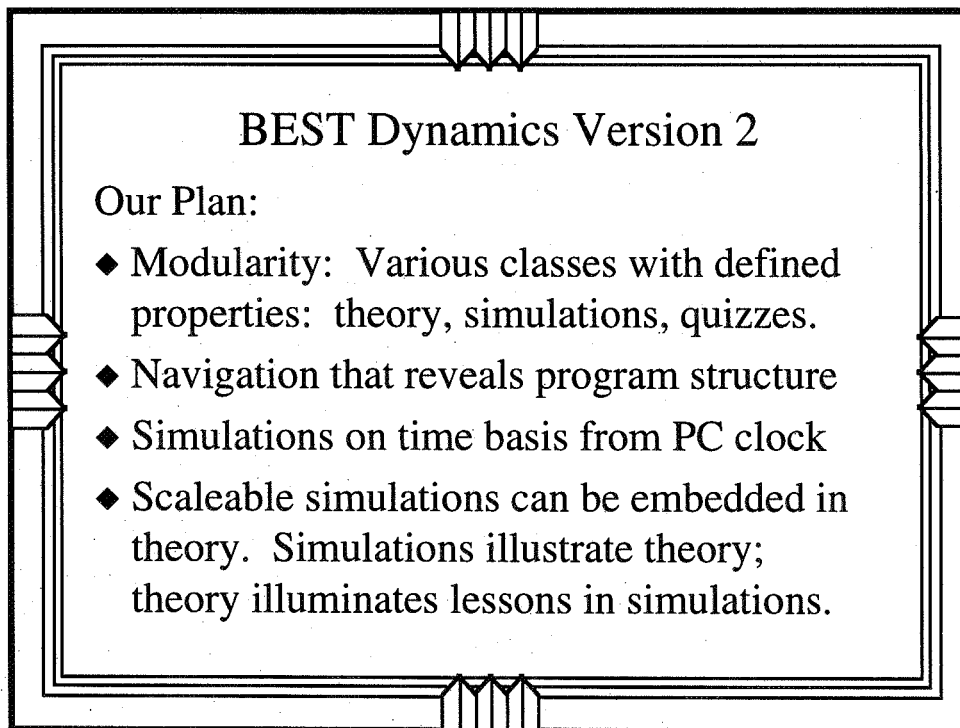 BEST Dynamics Version 2
Our Plan:
◆ Modularity:  Various classes with defined
properties:  theory, simulations, quizzes.
◆ Navigation that reveals program structure
◆ Simulations on time basis from PC clock
◆ Scaleable simulations can be embedded in
theory.  Simulations illustrate theory;
theory illuminates lessons in simulations.